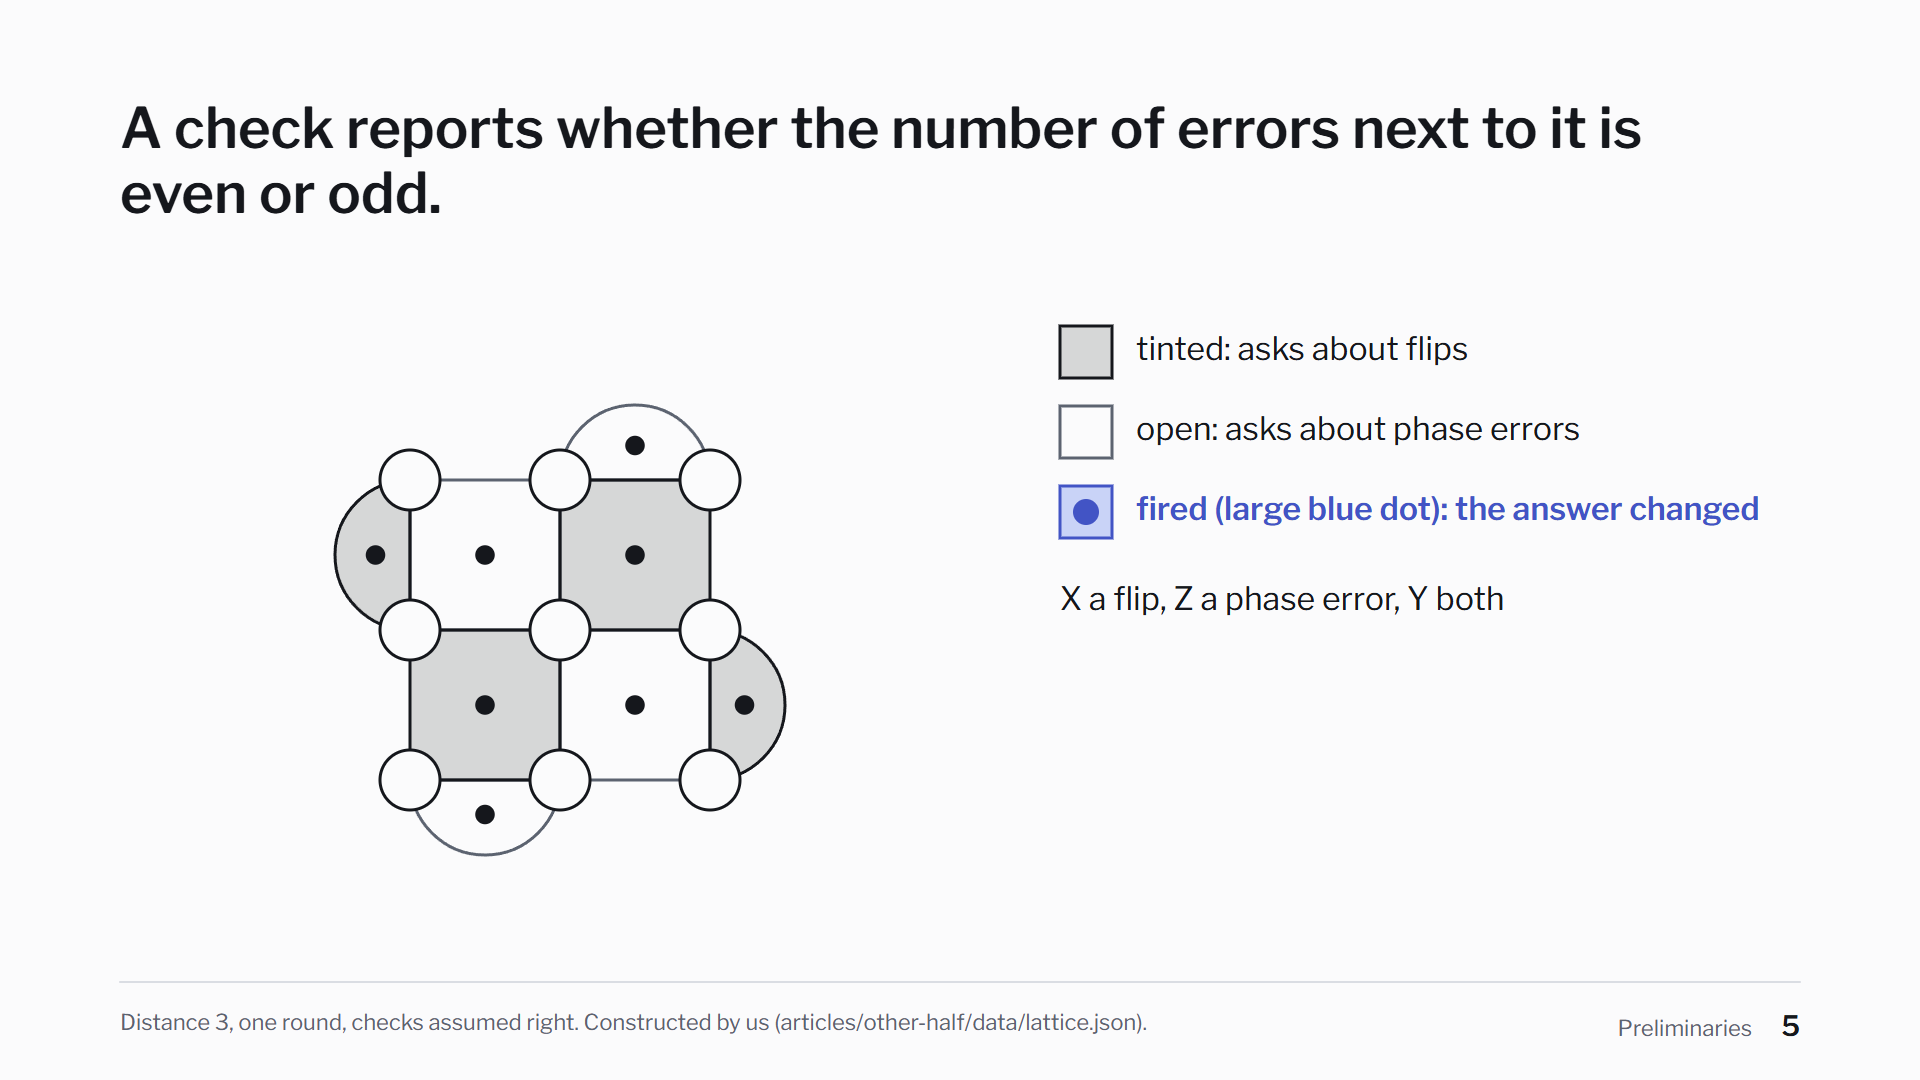 A check reports whether the number of errors next to it is
even or odd.
tinted: asks about flips
open: asks about phase errors
fired (large blue dot): the answer changed
X a flip, Z a phase error, Y both
Distance 3, one round, checks assumed right. Constructed by us (articles/other-half/data/lattice.json).
Preliminaries 5